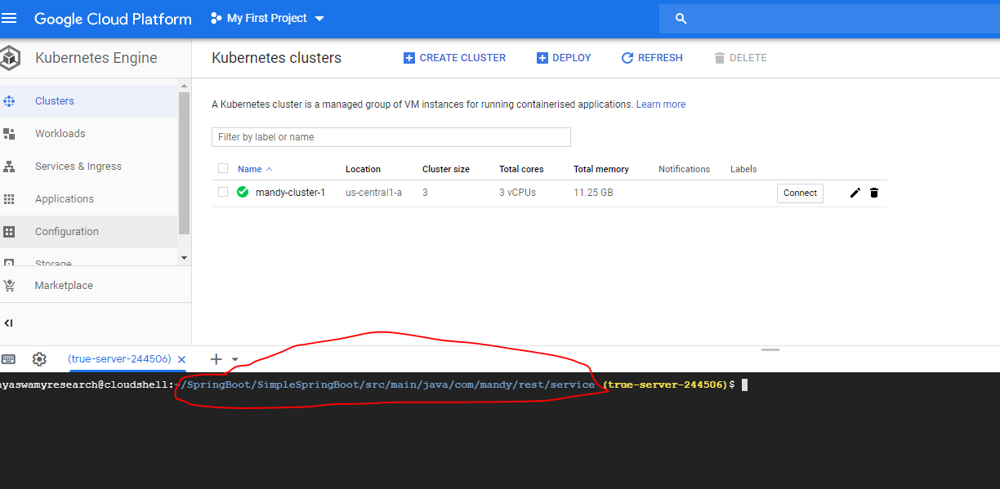 Google Cloud Platform My First Project
Kubernetes Engine
Kubernetes clusters CREATE CLUSTER DEPLOY REFRESH DELETE
Clusters
Workloads
Services & Ingress
Applications
Configuration
Storage
Marketplace
A Kubernetes cluster is a managed group of VM instances for running containerised applications. Learn more
Filter by label or name
Name Location Cluster size Total cores Total memory Notifications Labels
mandy-cluster-1 us-central1-a 3 3 vCPUs 11.25 GB Connect
(true-server-244506)
yaswamyresearch@cloudshell:~/SpringBoot/SimpleSpringBoot/src/main/java/com/mandy/rest/service (true-server-244506)$